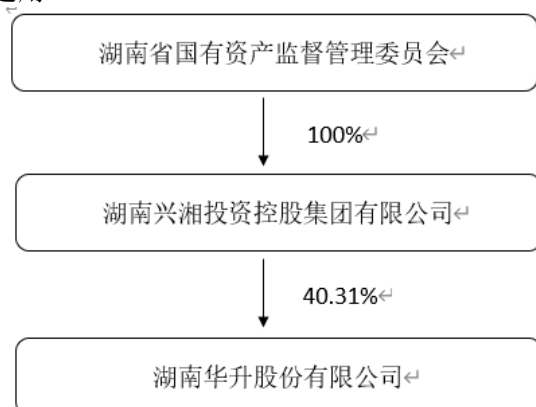 湖南省国有资产监督管理委员会
100%
湖南兴湘投资控股集团有限公司
40.31%
湖南华升股份有限公司